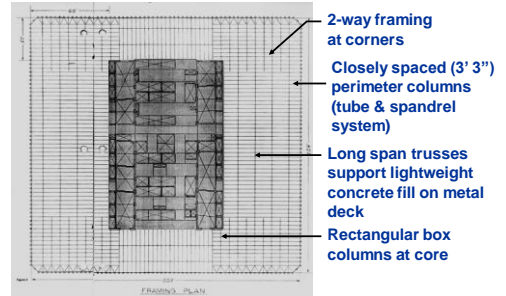 2-way framing
at corners
Closely spaced (3' 3")
perimeter columns
(tube & spandrel
system)
Long span trusses
support lightweight
concrete fill on metal
deck
Rectangular box
columns at core
FRAMING PLAN